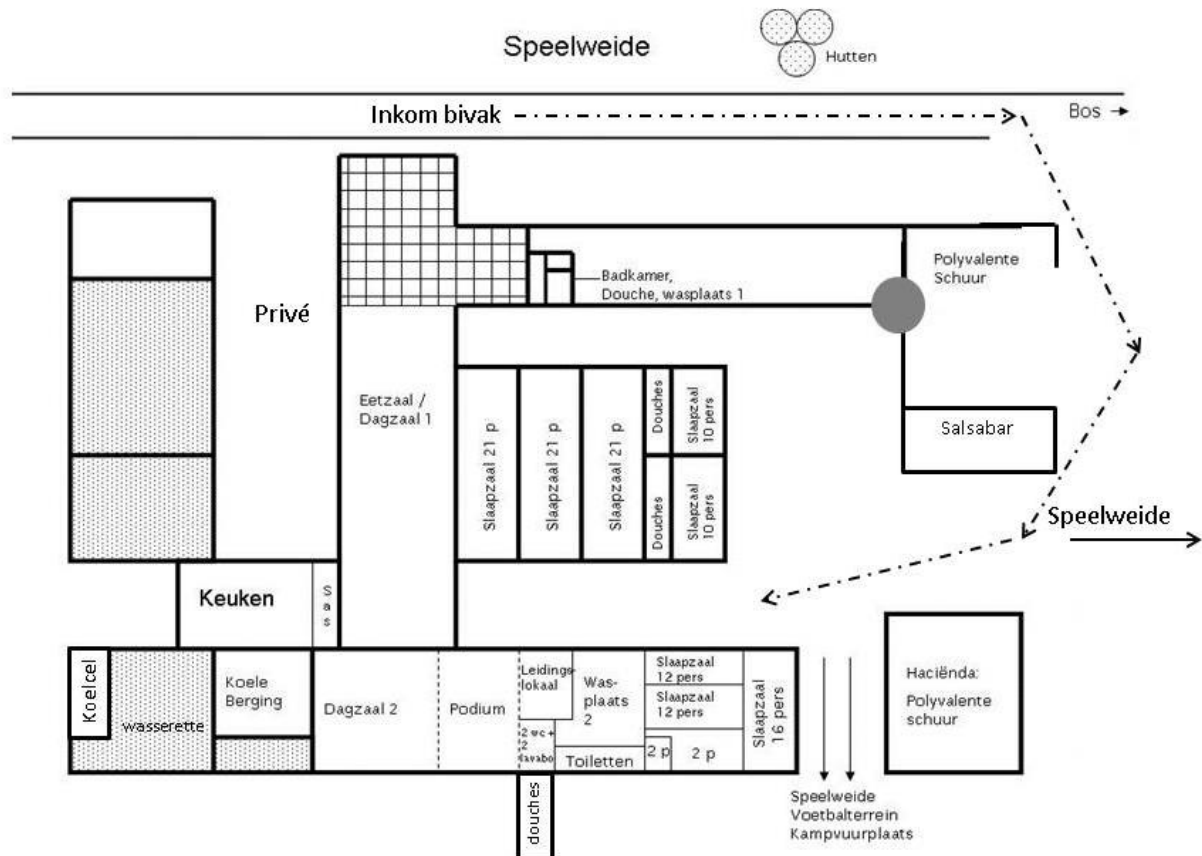 Speelweide
Hutten
Inkom bivak
Bos →
Badkamer,
Douche, wasplaats 1
Polyvalente
Schuur
Privé
Eetzaal /
Dagzaal 1
Slaapzaal 21 p
Slaapzaal 21 p
Slaapzaal 21 p
Douches
Slaapzaal
10 pers
Douches
Slaapzaal
10 pers
Salsabar
Speelweide
Keuken
Sas
Koelcel
wasserette
Koele
Berging
Dagzaal 2
Podium
Leidings-
lokaal
2 wc +
2
lavabo
Was-
plaats
2
Toiletten
Slaapzaal
12 pers
Slaapzaal
12 pers
2 p
2 p
Slaapzaal
16 pers
Haciënda:
Polyvalente
schuur
douches
Speelweide
Voetbalterrein
Kampvuurplaats